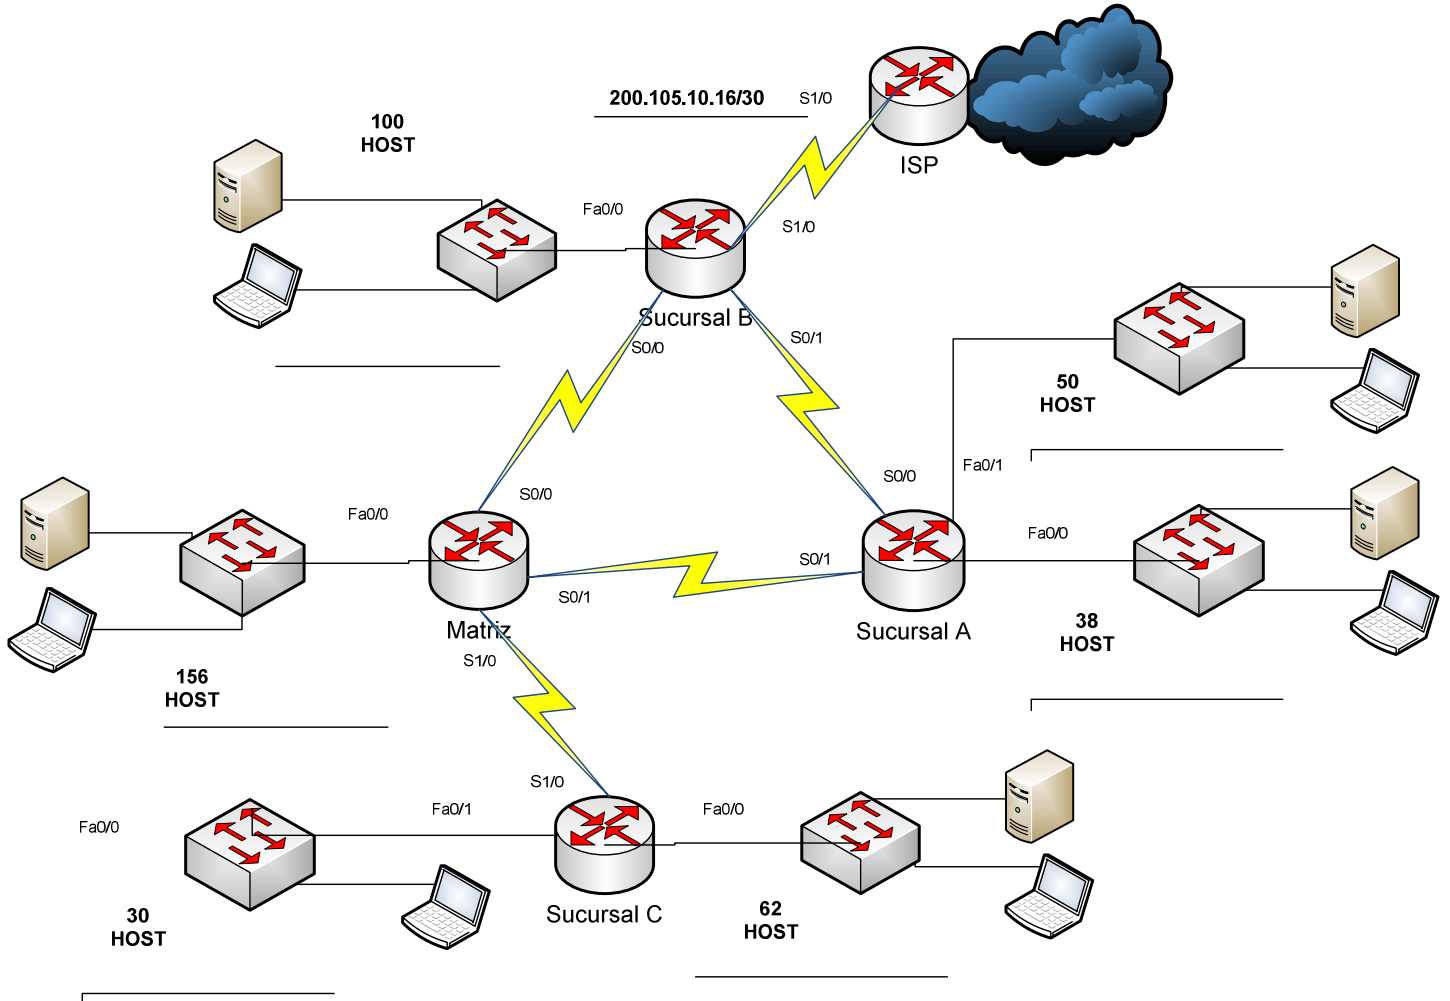 200.105.10.16/30
S1/0
ISP
100
HOST
Fa0/0
S1/0
Sucursal B
S0/0
S0/1
50
HOST
S0/0
Fa0/1
S0/0
Fa0/0
Fa0/0
S0/1
S0/1
Matriz
Sucursal A
38
HOST
S1/0
156
HOST
S1/0
Fa0/0
Fa0/1
Fa0/0
Sucursal C
30
HOST
62
HOST